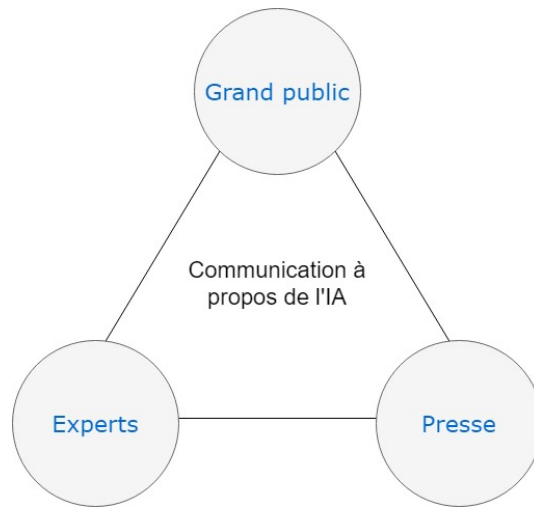 Grand public
Communication à
propos de l'IA
Experts
Presse